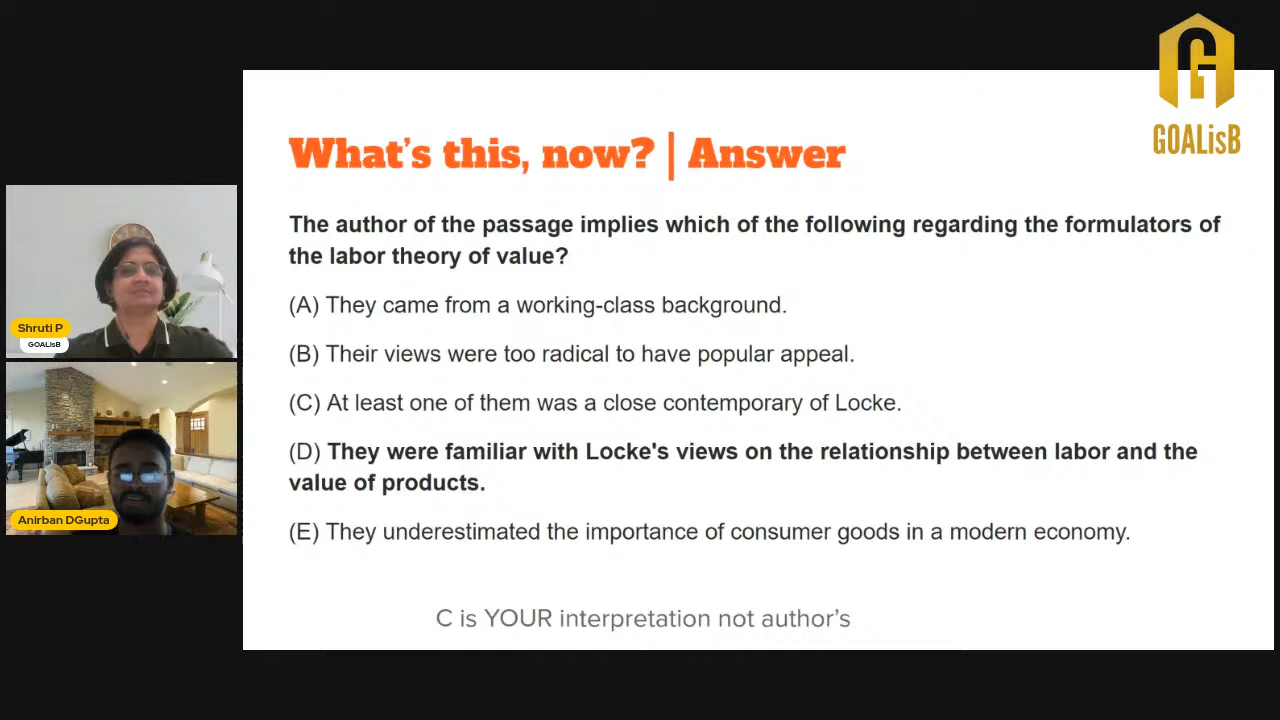 GOALisB
What's this, now? | Answer
The author of the passage implies which of the following regarding the formulators of
the labor theory of value?
(A) They came from a working-class background.
(B) Their views were too radical to have popular appeal.
(C) At least one of them was a close contemporary of Locke.
(D) They were familiar with Locke's views on the relationship between labor and the
value of products.
(E) They underestimated the importance of consumer goods in a modern economy.
C is YOUR interpretation not author's
Shruti P
GOALisB
Anirban DGupta